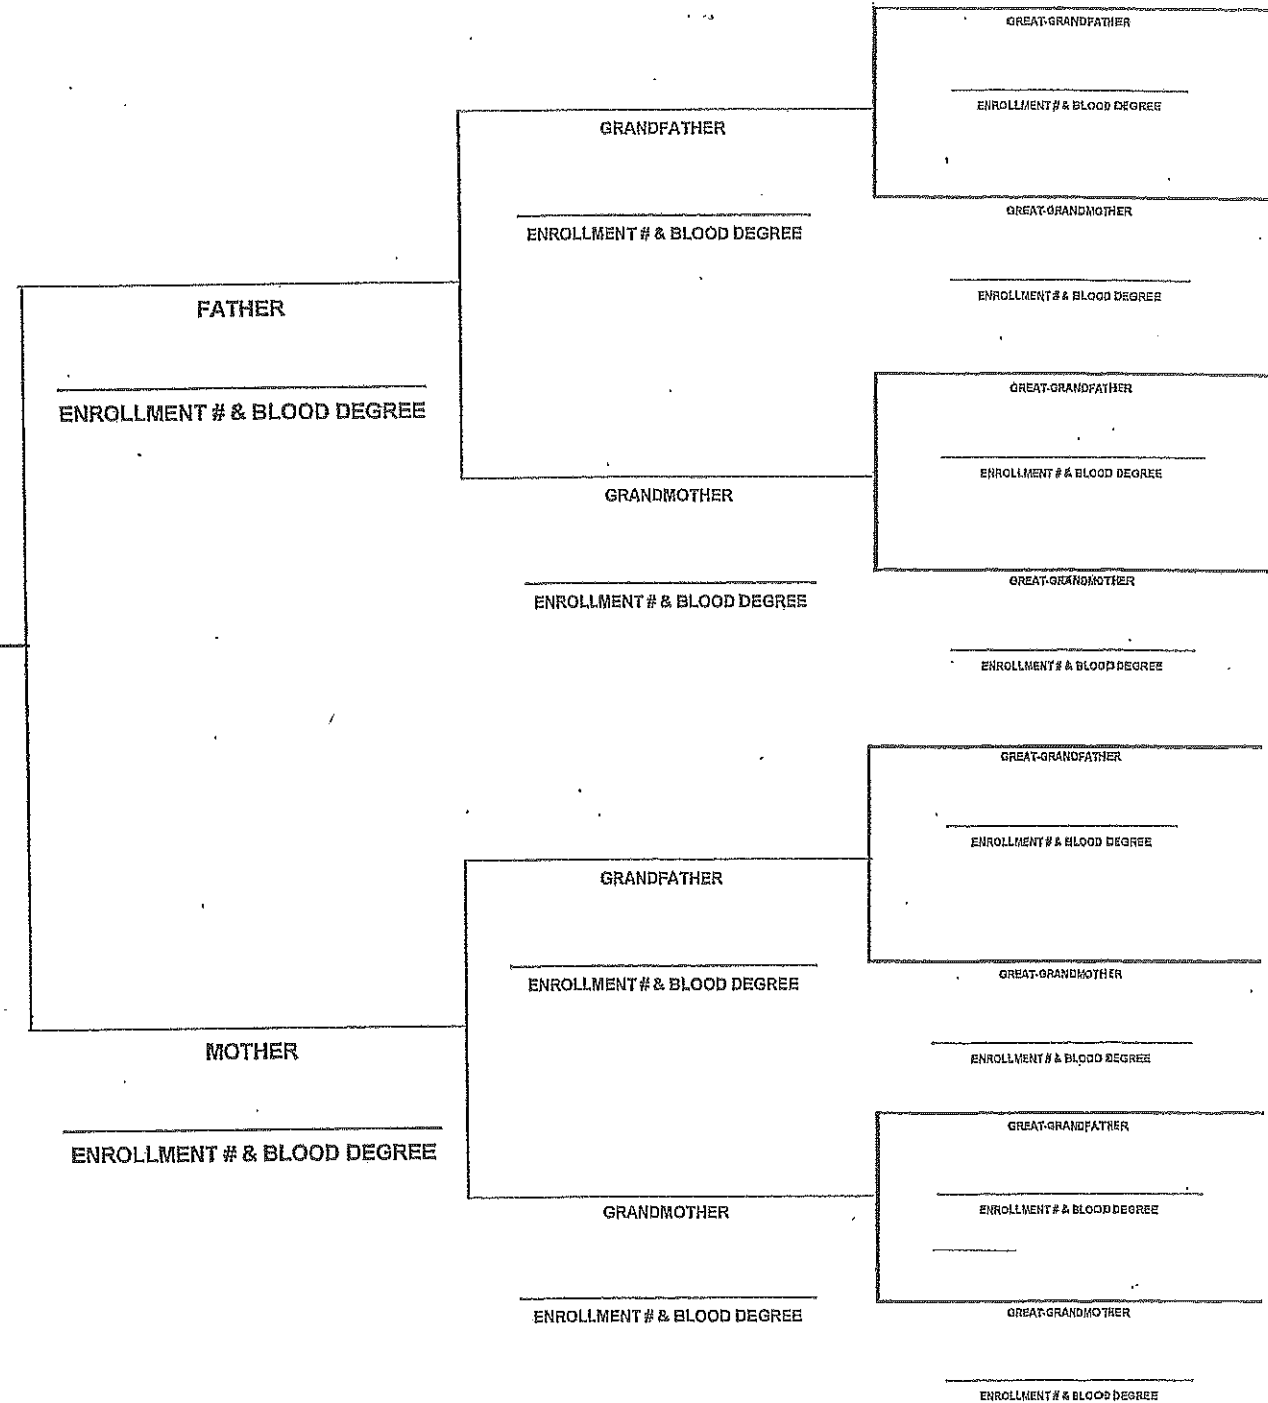 GREAT-GRANDFATHER
ENROLLMENT # & BLOOD DEGREE
GRANDFATHER
GREAT-GRANDMOTHER
ENROLLMENT # & BLOOD DEGREE
ENROLLMENT # & BLOOD DEGREE
FATHER
GREAT-GRANDFATHER
ENROLLMENT # & BLOOD DEGREE
ENROLLMENT # & BLOOD DEGREE
GRANDMOTHER
GREAT-GRANDMOTHER
ENROLLMENT # & BLOOD DEGREE
ENROLLMENT # & BLOOD DEGREE
GREAT-GRANDFATHER
ENROLLMENT # & BLOOD DEGREE
GRANDFATHER
GREAT-GRANDMOTHER
ENROLLMENT # & BLOOD DEGREE
MOTHER
ENROLLMENT # & BLOOD DEGREE
GREAT-GRANDFATHER
ENROLLMENT # & BLOOD DEGREE
ENROLLMENT # & BLOOD DEGREE
GRANDMOTHER
GREAT-GRANDMOTHER
ENROLLMENT # & BLOOD DEGREE
ENROLLMENT # & BLOOD DEGREE